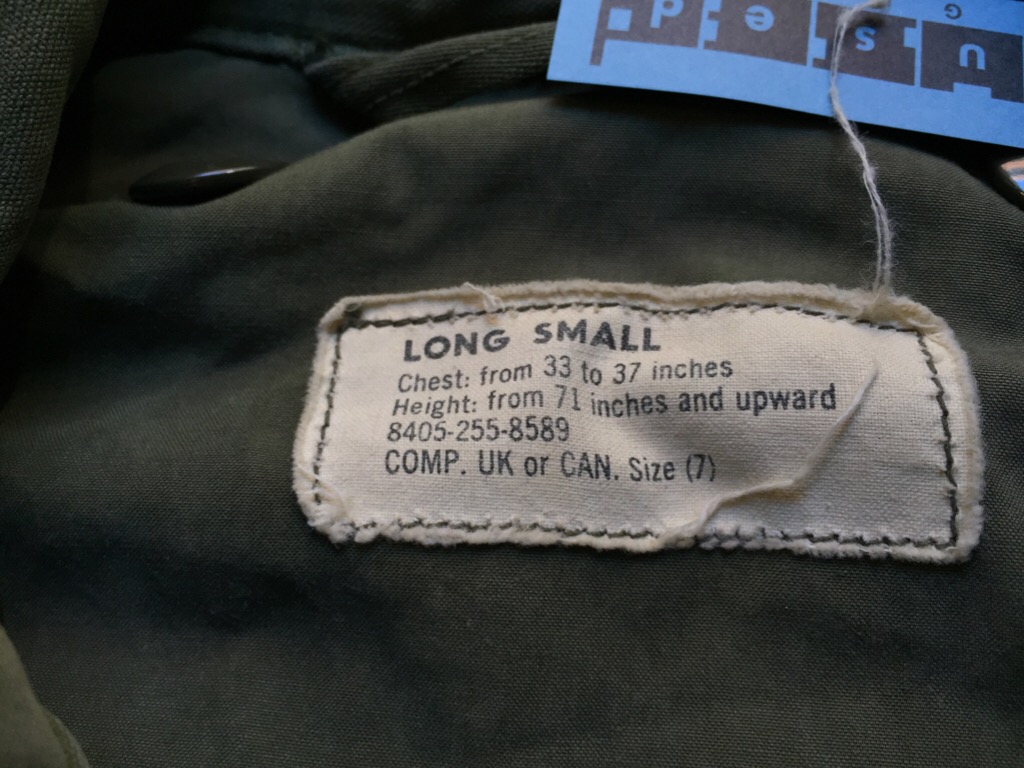 G
used
LONG SMALL
Chest: from 33 to 37 inches
Height: from 71 inches and upward
8405-255-8589
COMP. UK or CAN. Size (7)